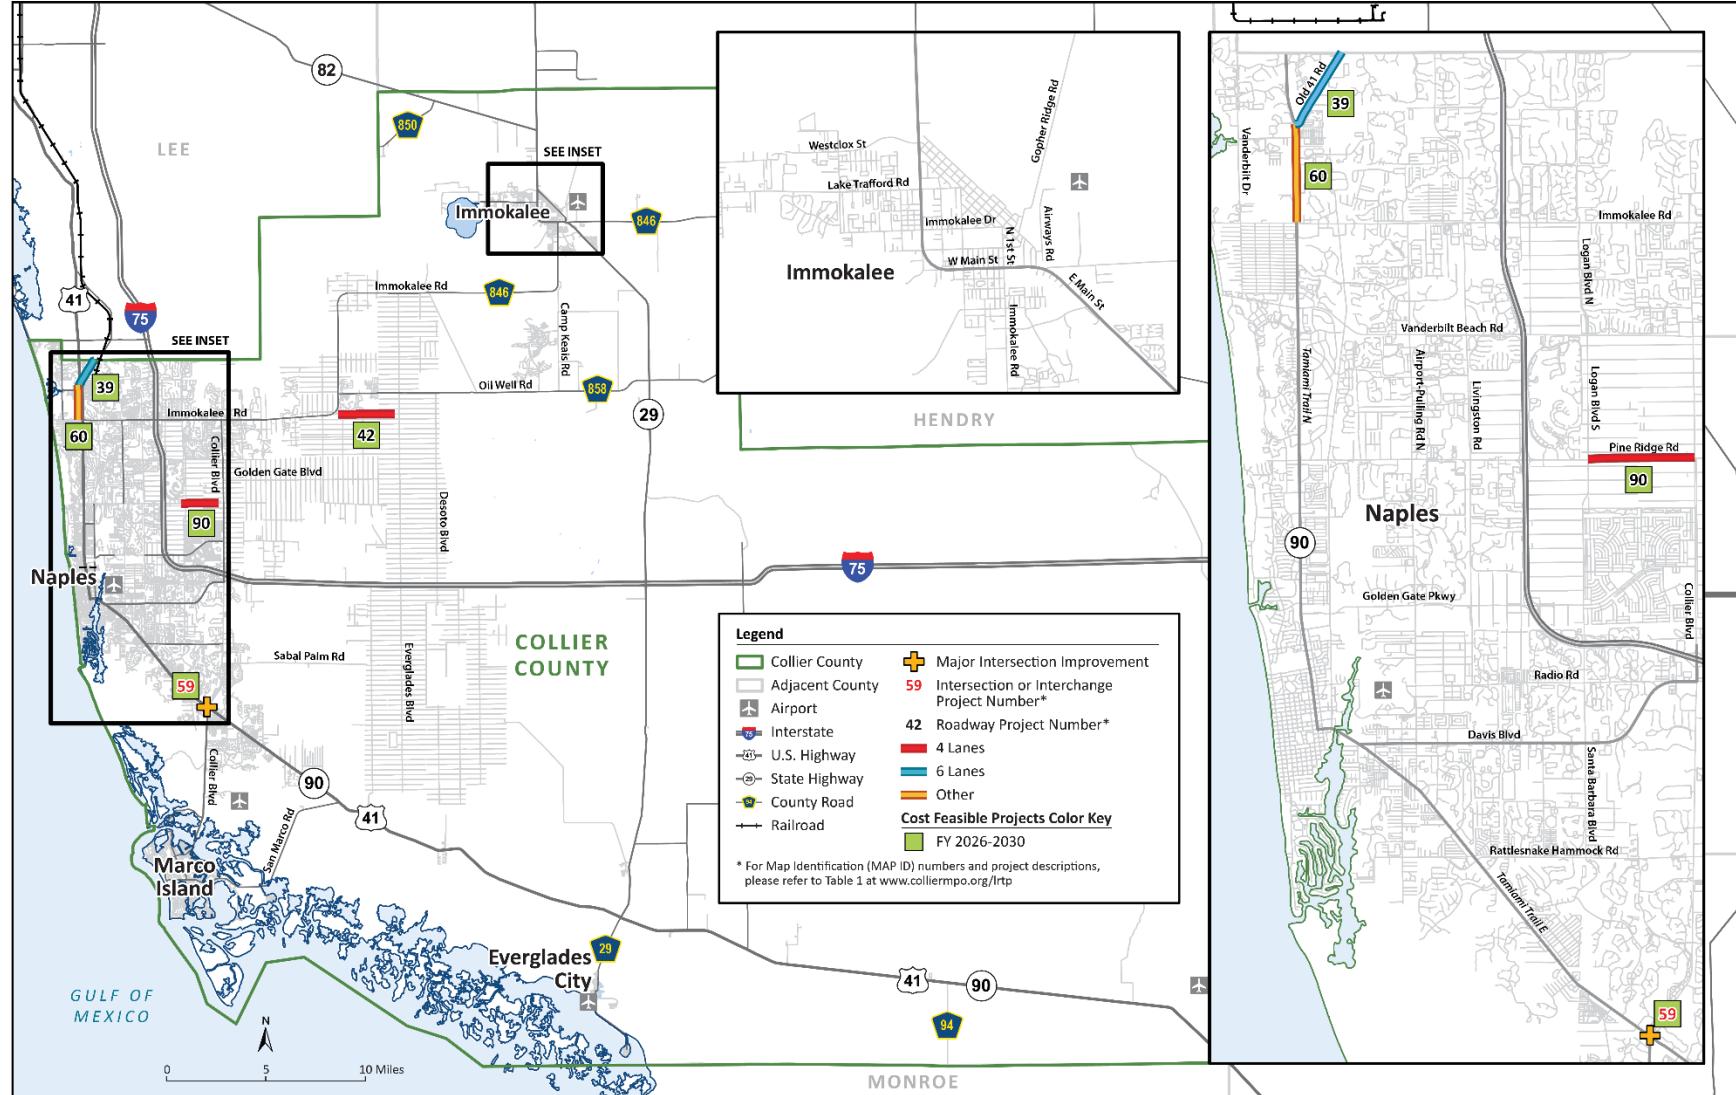 82
850
LEE
SEE INSET
Immokalee
846
Immokalee Rd
846
41
75
SEE INSET
Camp Keais Rd
39
Oil Well Rd
858
29
Immokalee Rd
60
42
Collier Blvd
Golden Gate Blvd
90
Desoto Blvd
HENDRY
75
Naples
COLLIER
COUNTY
Sabal Palm Rd
Everglades Blvd
59
Collier Blvd
90
41
San Marco Rd
Marco
Island
Everglades
City
29
41
90
94
GULF OF
MEXICO
N
0
5
10 Miles
MONROE
Gopher Ridge Rd
Westclox St
Lake Trafford Rd
Immokalee Dr
N 1st St
Airways Rd
W Main St
Immokalee
E Main St
Immokalee Rd
Legend
Collier County
Adjacent County
Airport
75
Interstate
41
U.S. Highway
29
State Highway
94
County Road
Railroad
Major Intersection Improvement
59
Intersection or Interchange
Project Number*
42
Roadway Project Number*
4 Lanes
6 Lanes
Other
Cost Feasible Projects Color Key
FY 2026-2030
* For Map Identification (MAP ID) numbers and project descriptions,
please refer to Table 1 at www.colliermpo.org/lrtp
Old 41 Rd
39
Vanderbilt Dr
60
Immokalee Rd
Logan Blvd N
Vanderbilt Beach Rd
Tamiami Trail N
Airport-Pulling Rd N
Livingston Rd
Logan Blvd S
Pine Ridge Rd
90
Naples
90
Golden Gate Pkwy
Collier Blvd
Radio Rd
Davis Blvd
Santa Barbara Blvd
Rattlesnake Hammock Rd
Tamiami Trail E
59